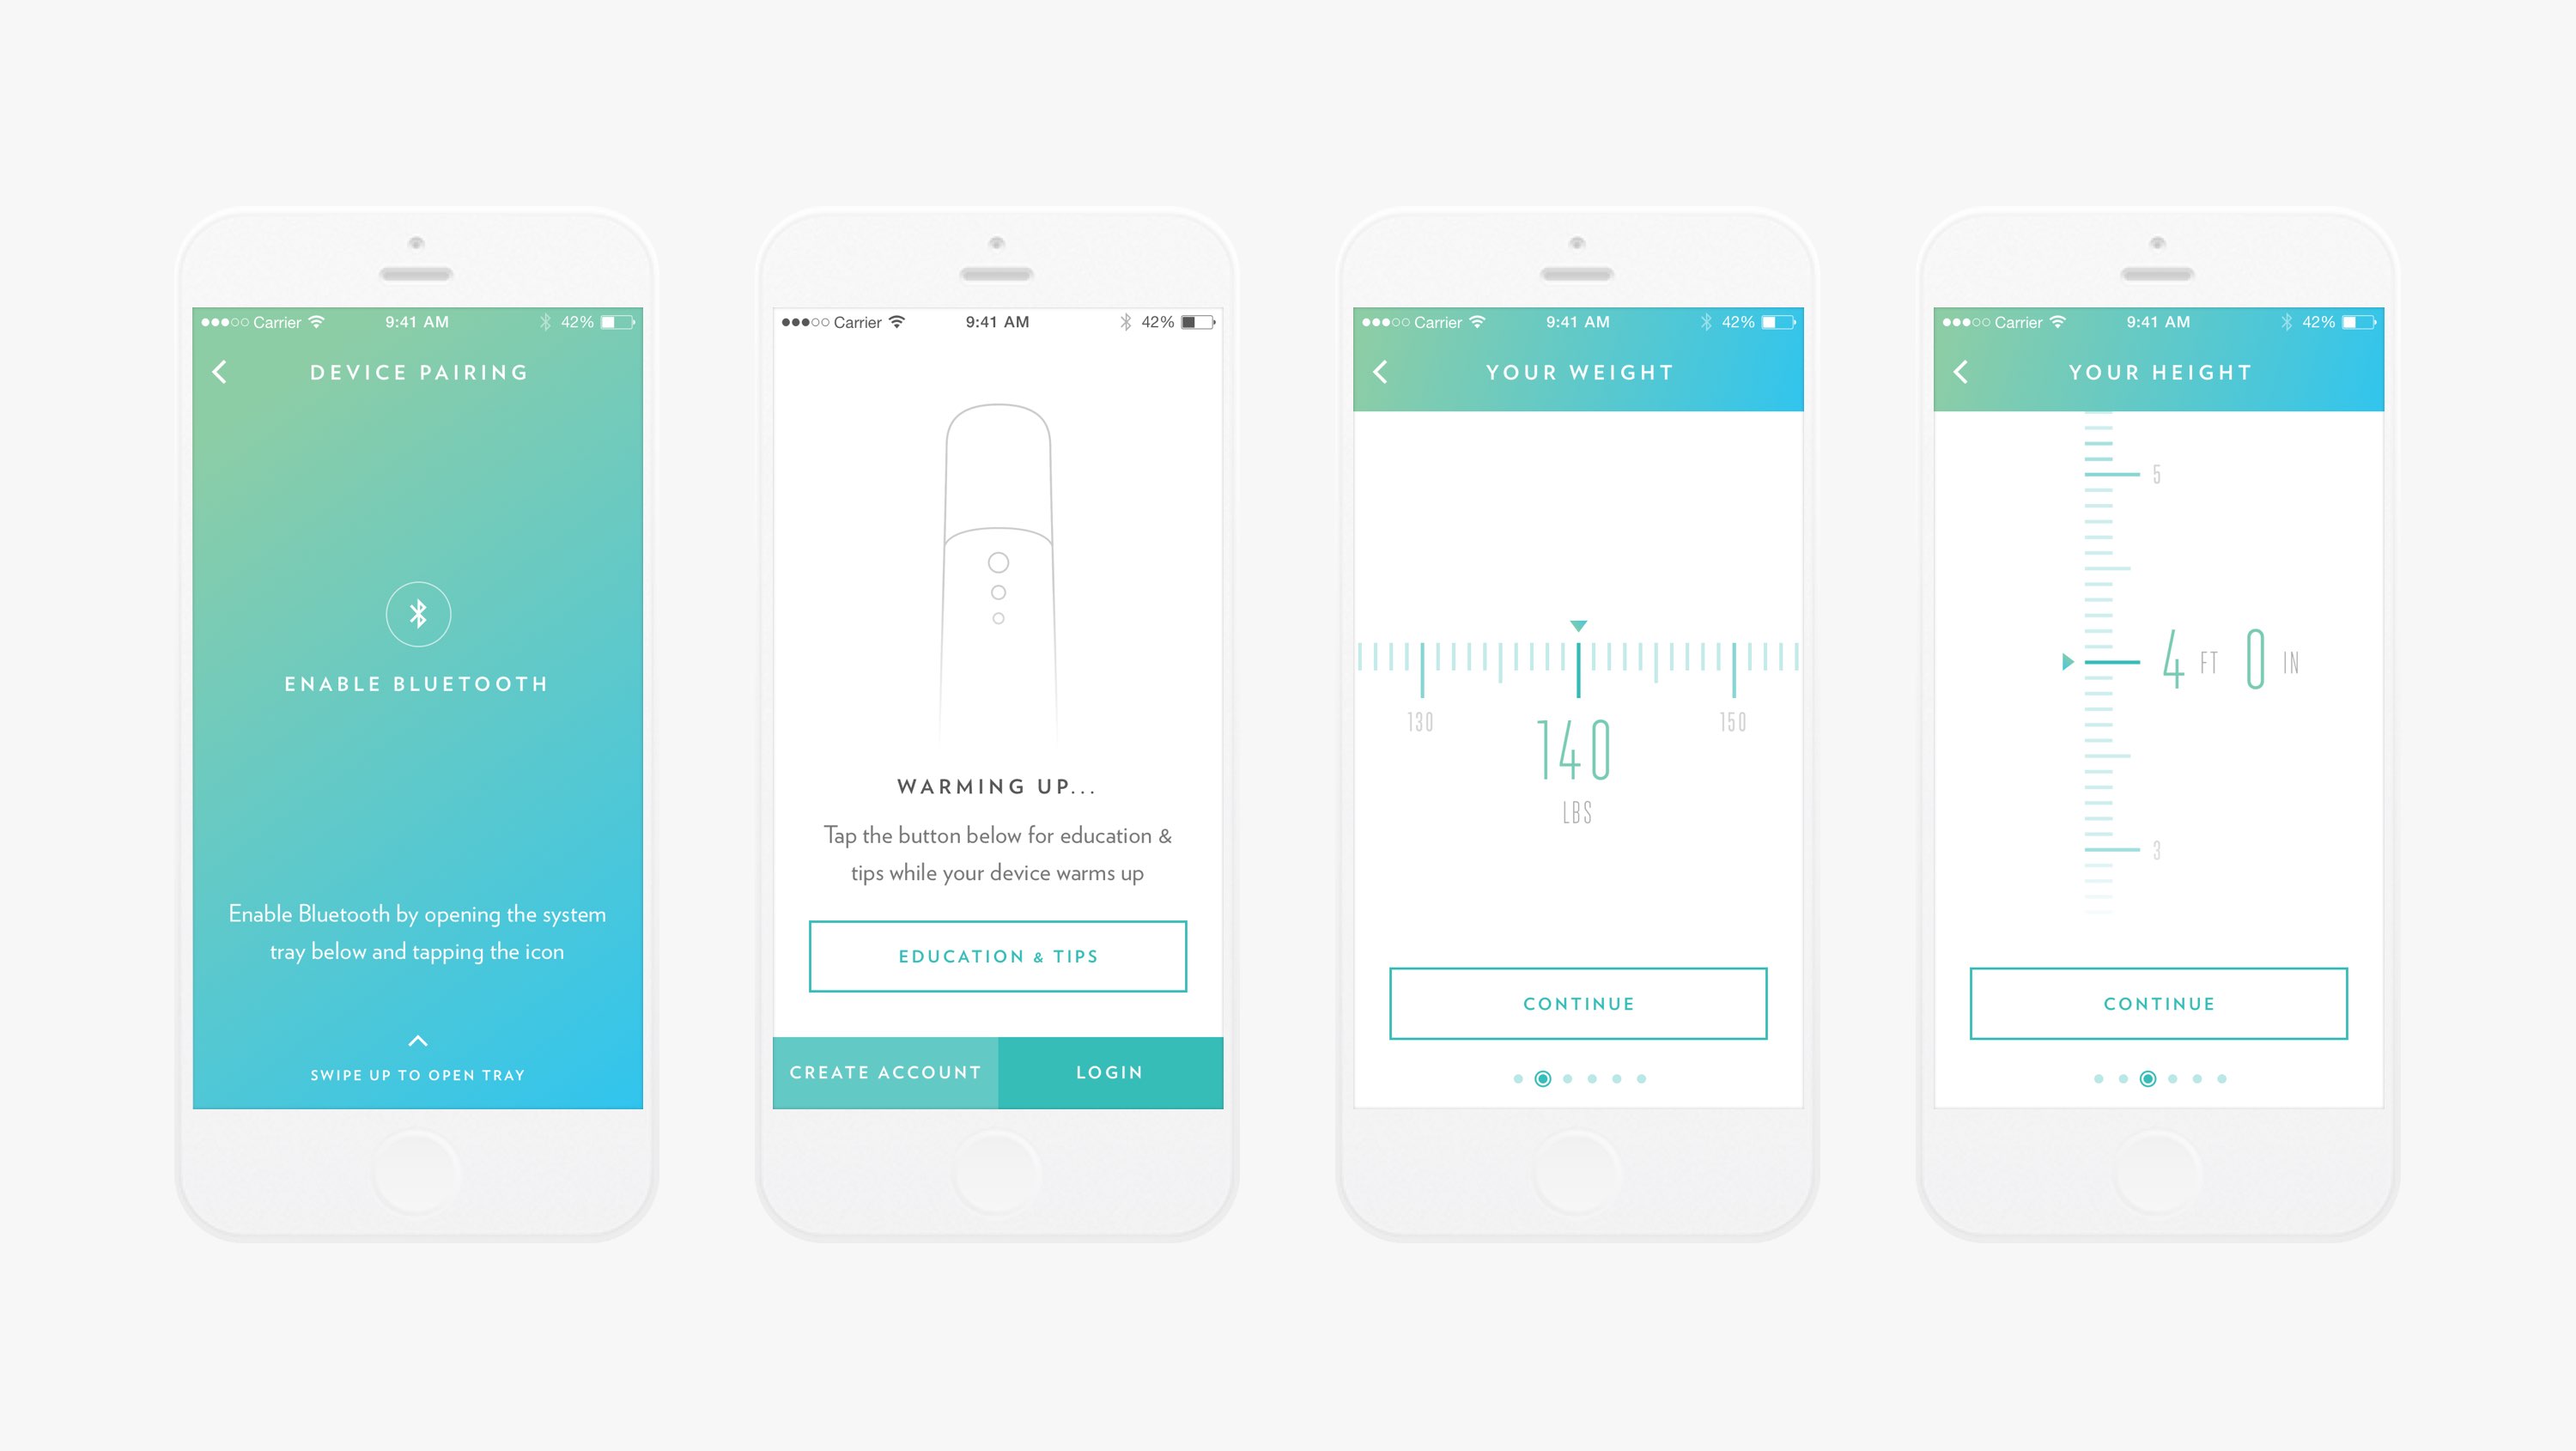 Carrier 9:41 AM 42%
DEVICE PAIRING
ENABLE BLUETOOTH
Enable Bluetooth by opening the system
tray below and tapping the icon
SWIPE UP TO OPEN TRAY
Carrier 9:41 AM 42%
WARMING UP...
Tap the button below for education &
tips while your device warms up
EDUCATION & TIPS
CREATE ACCOUNT LOGIN
Carrier 9:41 AM 42%
YOUR WEIGHT
130 150
140
LBS
CONTINUE
Carrier 9:41 AM 42%
YOUR HEIGHT
5
4 FT 0 IN
3
CONTINUE